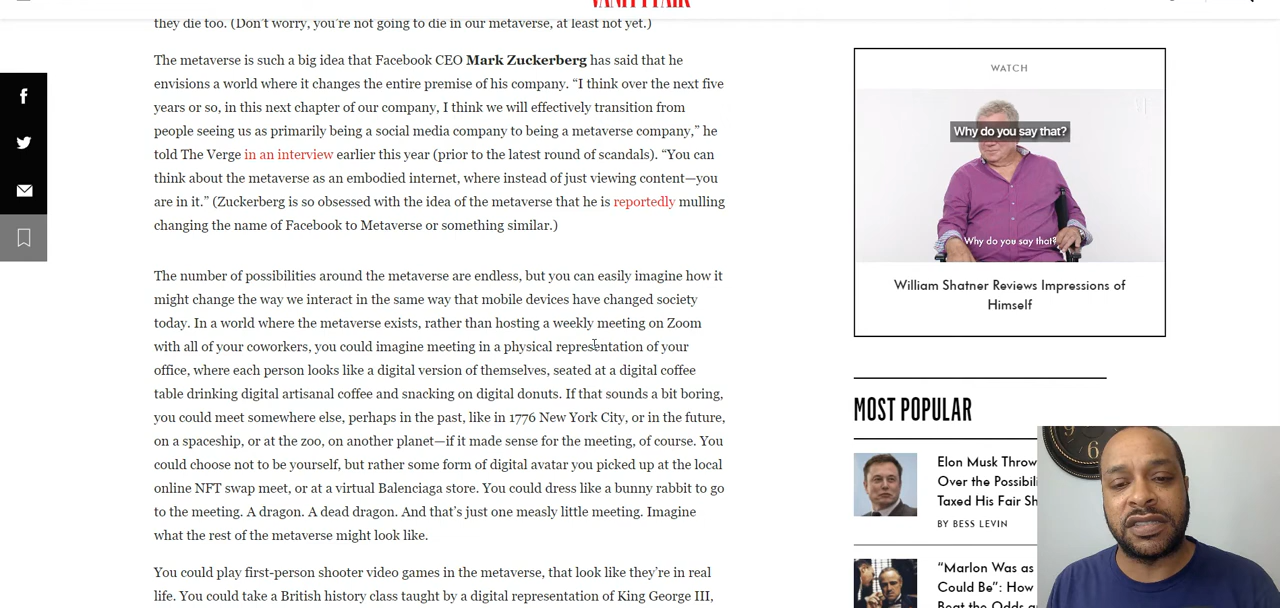 VANITY FAIR
they die too. (Don’t worry, you’re not going to die in our metaverse, at least not yet.)
The metaverse is such a big idea that Facebook CEO Mark Zuckerberg has said that he
envisions a world where it changes the entire premise of his company. “I think over the next five
years or so, in this next chapter of our company, I think we will effectively transition from
people seeing us as primarily being a social media company to being a metaverse company,” he
told The Verge in an interview earlier this year (prior to the latest round of scandals). “You can
think about the metaverse as an embodied internet, where instead of just viewing content—you
are in it.” (Zuckerberg is so obsessed with the idea of the metaverse that he is reportedly mulling
changing the name of Facebook to Metaverse or something similar.)
The number of possibilities around the metaverse are endless, but you can easily imagine how it
might change the way we interact in the same way that mobile devices have changed society
today. In a world where the metaverse exists, rather than hosting a weekly meeting on Zoom
with all of your coworkers, you could imagine meeting in a physical representation of your
office, where each person looks like a digital version of themselves, seated at a digital coffee
table drinking digital artisanal coffee and snacking on digital donuts. If that sounds a bit boring,
you could meet somewhere else, perhaps in the past, like in 1776 New York City, or in the future,
on a spaceship, or at the zoo, on another planet—if it made sense for the meeting, of course. You
could choose not to be yourself, but rather some form of digital avatar you picked up at the local
online NFT swap meet, or at a virtual Balenciaga store. You could dress like a bunny rabbit to go
to the meeting. A dragon. A dead dragon. And that’s just one measly little meeting. Imagine
what the rest of the metaverse might look like.
You could play first-person shooter video games in the metaverse, that look like they’re in real
life. You could take a British history class taught by a digital representation of King George III,
WATCH
Why do you say that?
Why do you say that?
William Shatner Reviews Impressions of
Himself
MOST POPULAR
Elon Musk Throw
Over the Possibili
Taxed His Fair Sh
BY BESS LEVIN
“Marlon Was as
Could Be”: How
Beat the Odds a